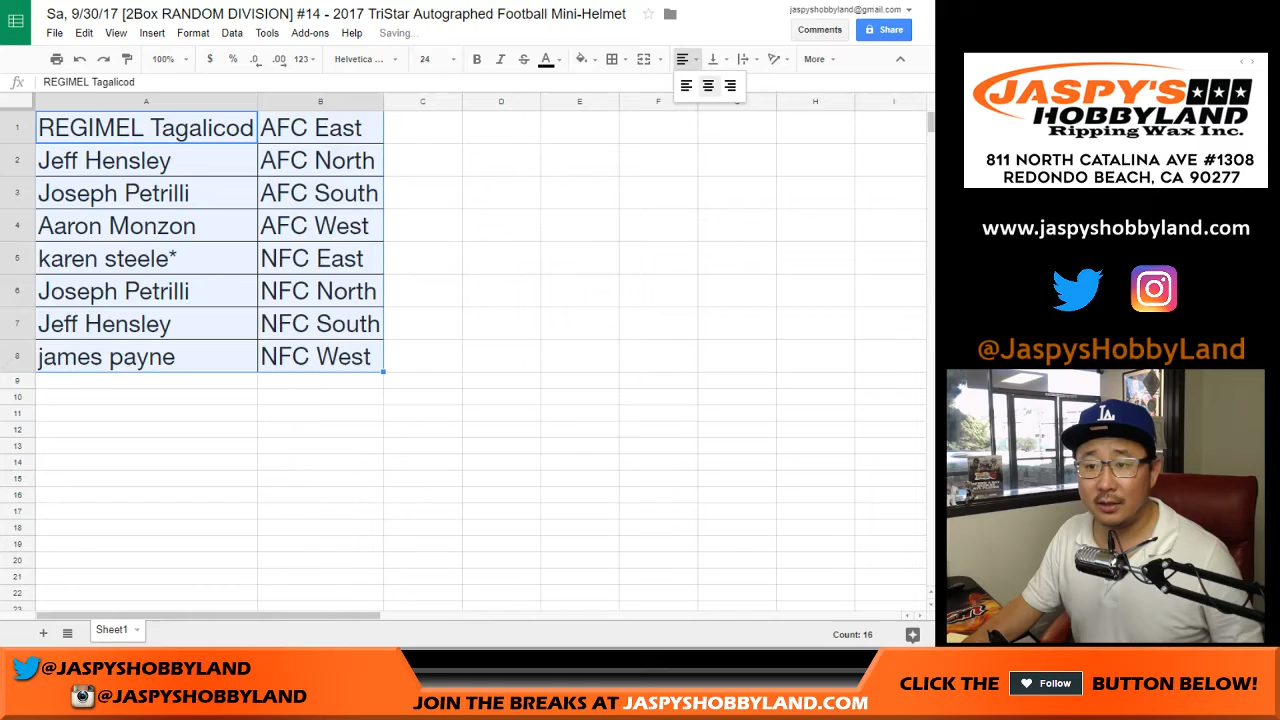 Sa, 9/30/17 [2Box RANDOM DIVISION] #14 - 2017 TriStar Autographed Football Mini-Helmet
jaspyshobbyland@gmail.com
File Edit View Insert Format Data Tools Add-ons Help Saving...
Comments Share
100% $ % .0 .00 123 Helvetica ... 24 B I S A More
fx REGIMEL Tagalicod
A B C D E F G H I
1 REGIMEL Tagalicod AFC East
2 Jeff Hensley AFC North
3 Joseph Petrilli AFC South
4 Aaron Monzon AFC West
5 karen steele* NFC East
6 Joseph Petrilli NFC North
7 Jeff Hensley NFC South
8 james payne NFC West
9
10
11
12
13
14
15
16
17
18
19
20
21
22
23
Sheet1
Count: 16
JASPY'S
HOBBYLAND
Ripping Wax Inc.
811 NORTH CATALINA AVE #1308
REDONDO BEACH, CA 90277
www.jaspyshobbyland.com
@JaspysHobbyLand
LA
@JASPYSHOBBYLAND
@JASPYSHOBBYLAND
JOIN THE BREAKS AT JASPYSHOBBYLAND.COM
CLICK THE Follow BUTTON BELOW!